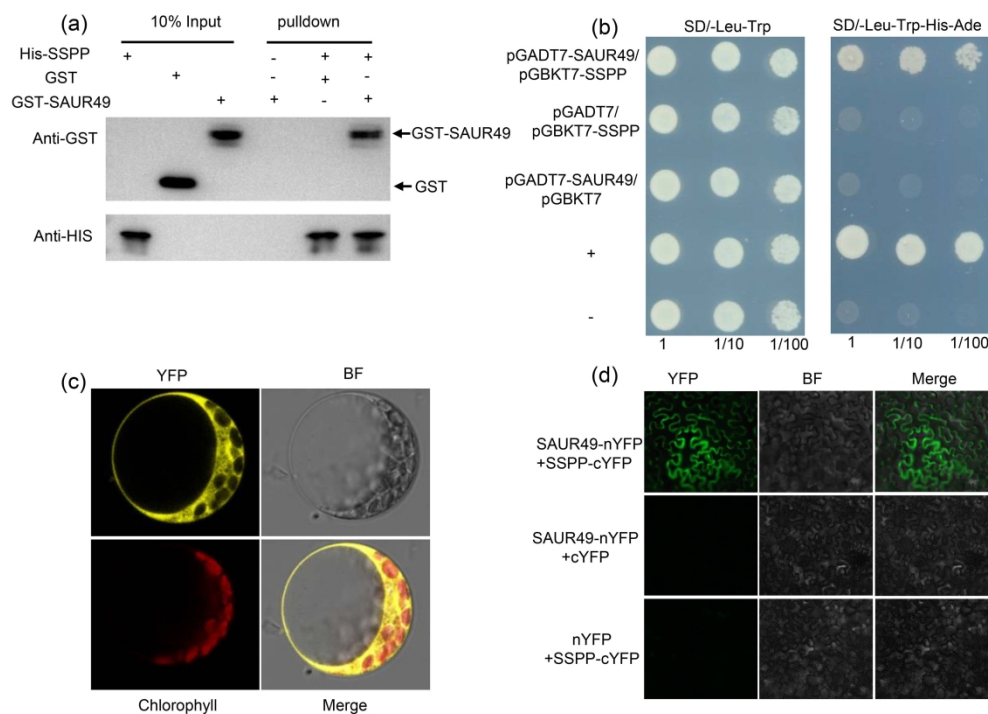 (a)
10% Input pulldown
His-SSPP + - + +
GST + - + -
GST-SAUR49 + + - +
Anti-GST
GST-SAUR49
GST
Anti-HIS
(b)
SD/-Leu-Trp SD/-Leu-Trp-His-Ade
pGADT7-SAUR49/
pGBKT7-SSPP
pGADT7/
pGBKT7-SSPP
pGADT7-SAUR49/
pGBKT7
+
-
1 1/10 1/100 1 1/10 1/100
(c)
YFP BF
Chlorophyll Merge
(d)
YFP BF Merge
SAUR49-nYFP
+SSPP-cYFP
SAUR49-nYFP
+cYFP
nYFP
+SSPP-cYFP